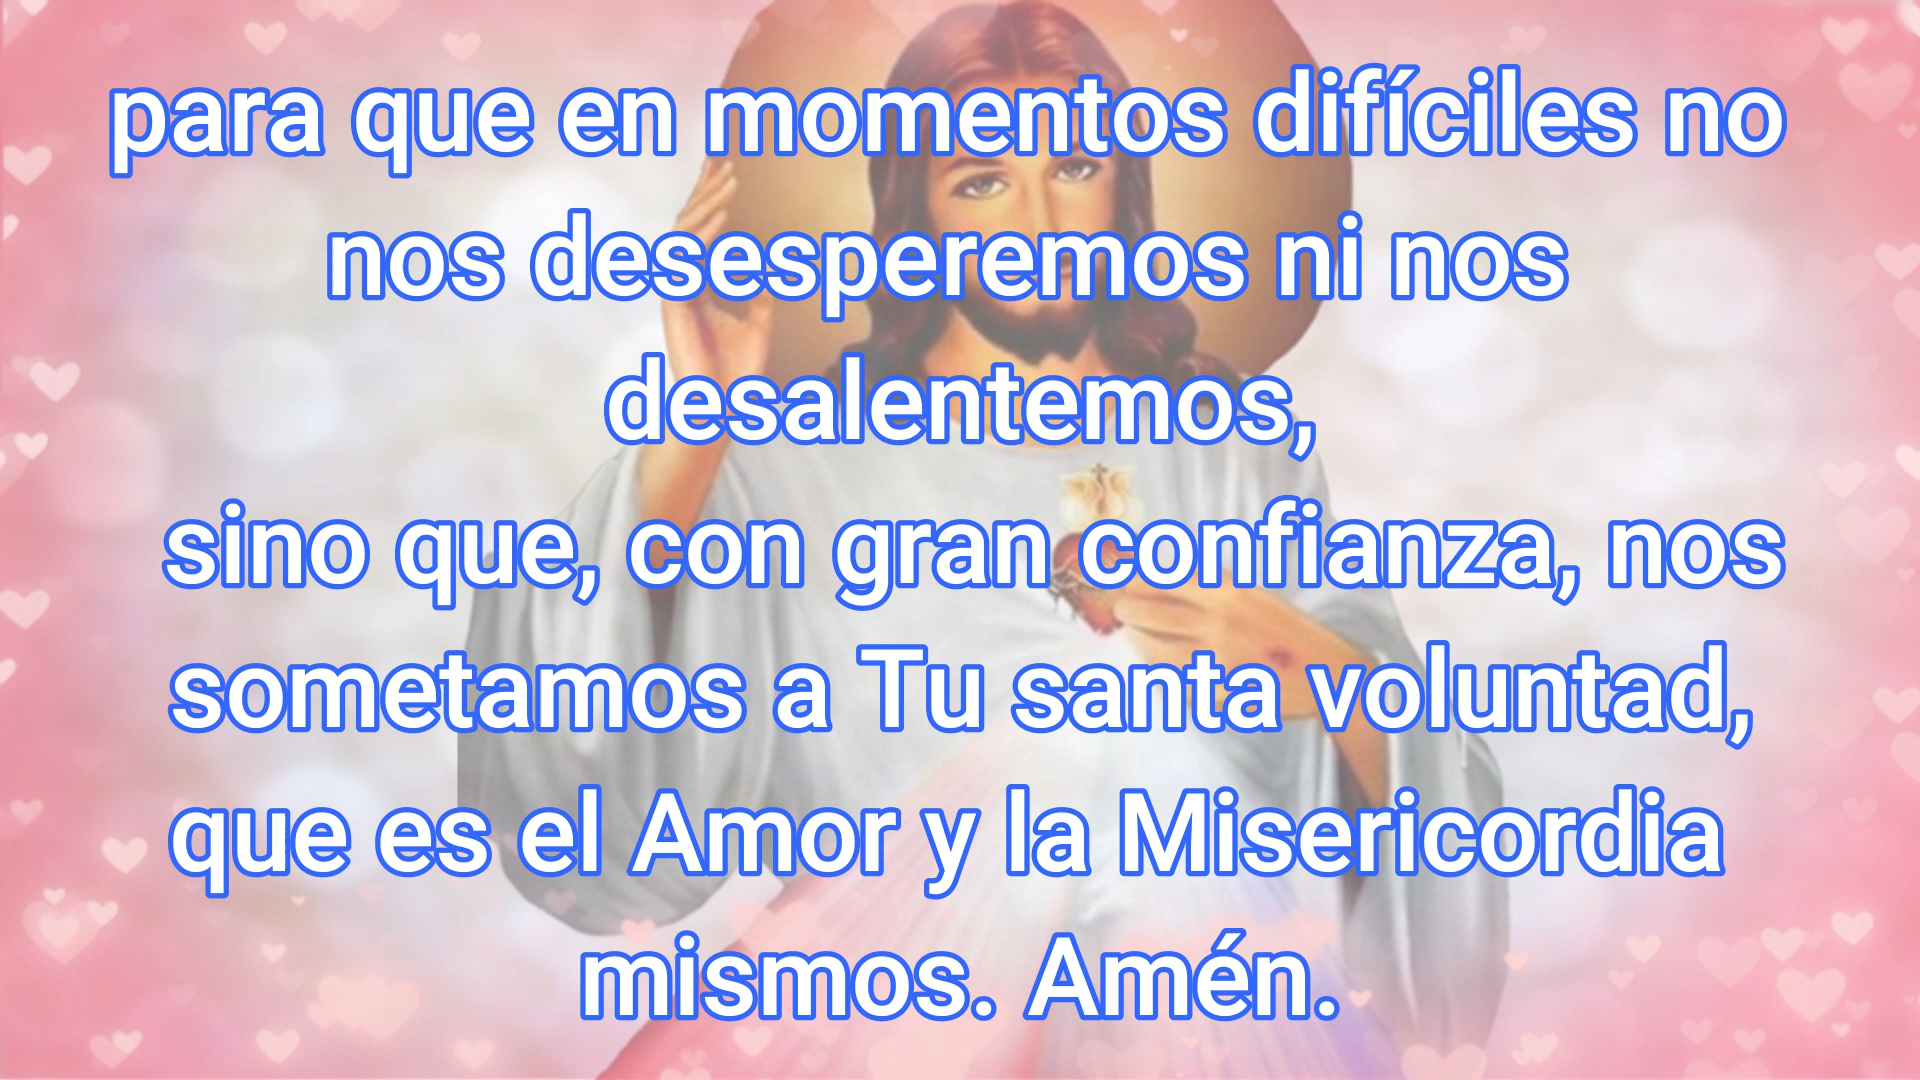 para que en momentos difíciles no
nos desesperemos ni nos
desalentemos,
sino que, con gran confianza, nos
sometamos a Tu santa voluntad,
que es el Amor y la Misericordia
mismos. Amén.